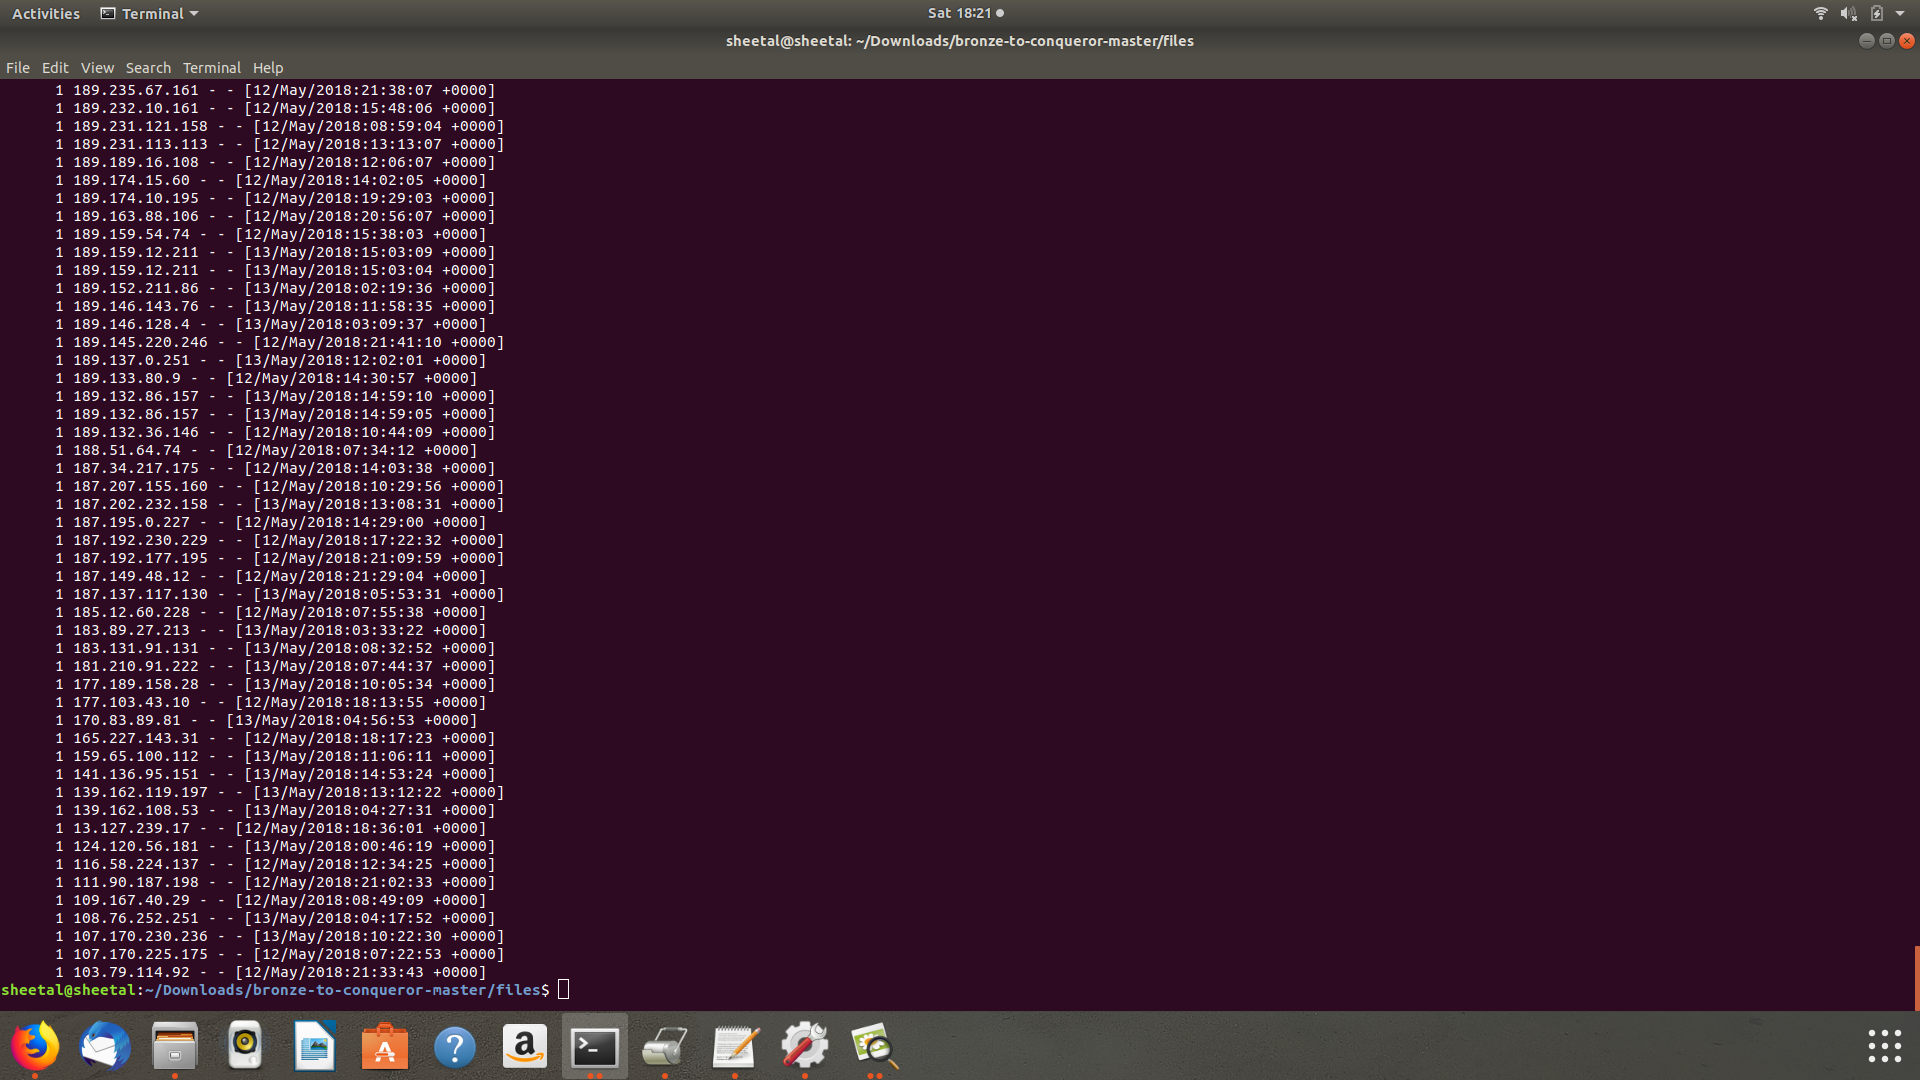 Activities Terminal Sat 18:21
sheetal@sheetal: ~/Downloads/bronze-to-conqueror-master/files
File Edit View Search Terminal Help
1 189.235.67.161 - - [12/May/2018:21:38:07 +0000]
1 189.232.10.161 - - [12/May/2018:15:48:06 +0000]
1 189.231.121.158 - - [12/May/2018:08:59:04 +0000]
1 189.231.113.113 - - [12/May/2018:13:13:07 +0000]
1 189.189.16.108 - - [12/May/2018:12:06:07 +0000]
1 189.174.15.60 - - [12/May/2018:14:02:05 +0000]
1 189.174.10.195 - - [12/May/2018:19:29:03 +0000]
1 189.163.88.106 - - [12/May/2018:20:56:07 +0000]
1 189.159.54.74 - - [12/May/2018:15:38:03 +0000]
1 189.159.12.211 - - [13/May/2018:15:03:09 +0000]
1 189.159.12.211 - - [13/May/2018:15:03:04 +0000]
1 189.152.211.86 - - [13/May/2018:02:19:36 +0000]
1 189.146.143.76 - - [13/May/2018:11:58:35 +0000]
1 189.146.128.4 - - [13/May/2018:03:09:37 +0000]
1 189.145.220.246 - - [12/May/2018:21:41:10 +0000]
1 189.137.0.251 - - [13/May/2018:12:02:01 +0000]
1 189.133.80.9 - - [12/May/2018:14:30:57 +0000]
1 189.132.86.157 - - [13/May/2018:14:59:10 +0000]
1 189.132.86.157 - - [13/May/2018:14:59:05 +0000]
1 189.132.36.146 - - [12/May/2018:10:44:09 +0000]
1 188.51.64.74 - - [12/May/2018:07:34:12 +0000]
1 187.34.217.175 - - [12/May/2018:14:03:38 +0000]
1 187.207.155.160 - - [12/May/2018:10:29:56 +0000]
1 187.202.232.158 - - [13/May/2018:13:08:31 +0000]
1 187.195.0.227 - - [12/May/2018:14:29:00 +0000]
1 187.192.230.229 - - [12/May/2018:17:22:32 +0000]
1 187.192.177.195 - - [12/May/2018:21:09:59 +0000]
1 187.149.48.12 - - [12/May/2018:21:29:04 +0000]
1 187.137.117.130 - - [13/May/2018:05:53:31 +0000]
1 185.12.60.228 - - [12/May/2018:07:55:38 +0000]
1 183.89.27.213 - - [13/May/2018:03:33:22 +0000]
1 183.131.91.131 - - [13/May/2018:08:32:52 +0000]
1 181.210.91.222 - - [13/May/2018:07:44:37 +0000]
1 177.189.158.28 - - [13/May/2018:10:05:34 +0000]
1 177.103.43.10 - - [12/May/2018:18:13:55 +0000]
1 170.83.89.81 - - [13/May/2018:04:56:53 +0000]
1 165.227.143.31 - - [12/May/2018:18:17:23 +0000]
1 159.65.100.112 - - [13/May/2018:11:06:11 +0000]
1 141.136.95.151 - - [13/May/2018:14:53:24 +0000]
1 139.162.119.197 - - [13/May/2018:13:12:22 +0000]
1 139.162.108.53 - - [13/May/2018:04:27:31 +0000]
1 13.127.239.17 - - [12/May/2018:18:36:01 +0000]
1 124.120.56.181 - - [13/May/2018:00:46:19 +0000]
1 116.58.224.137 - - [12/May/2018:12:34:25 +0000]
1 111.90.187.198 - - [12/May/2018:21:02:33 +0000]
1 109.167.40.29 - - [12/May/2018:08:49:09 +0000]
1 108.76.252.251 - - [13/May/2018:04:17:52 +0000]
1 107.170.230.236 - - [13/May/2018:10:22:30 +0000]
1 107.170.225.175 - - [12/May/2018:07:22:53 +0000]
1 103.79.114.92 - - [12/May/2018:21:33:43 +0000]
sheetal@sheetal:~/Downloads/bronze-to-conqueror-master/files$